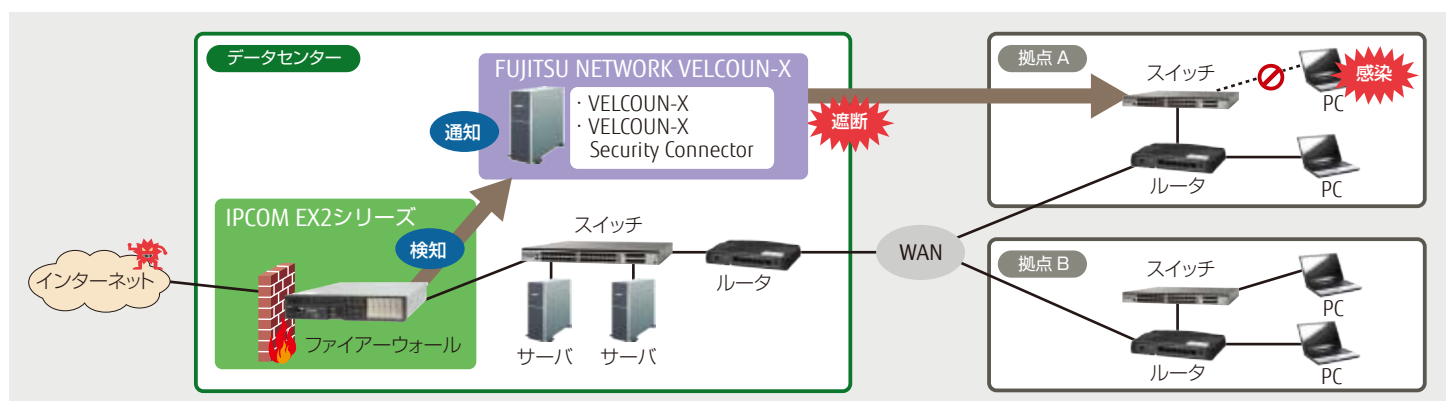 データセンター
FUJITSU NETWORK VELCOUN-X
・VELCOUN-X
・VELCOUN-X
Security Connector
通知
遮断
IPCOM EX2シリーズ
検知
ファイアーウォール
インターネット
スイッチ
サーバ
サーバ
ルータ
WAN
拠点 A
スイッチ
PC
感染
ルータ
PC
拠点 B
スイッチ
PC
ルータ
PC